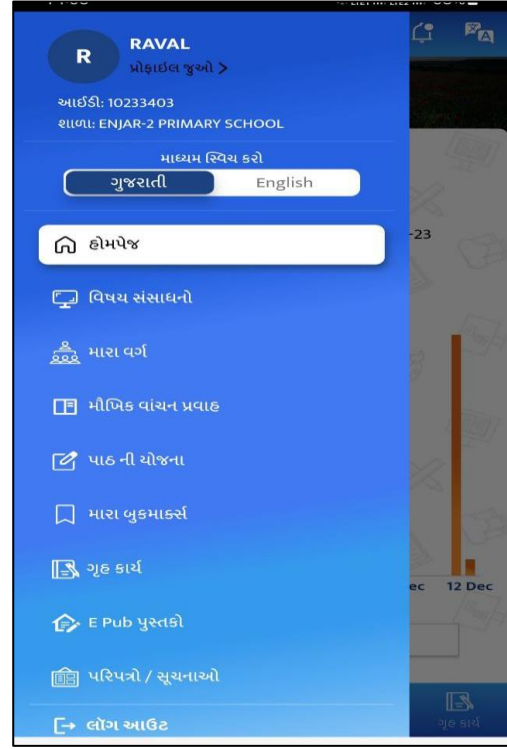 R
RAVAL
પ્રોફાઇલ જુઓ >
આઈડી: 10233403
શાળા: ENJAR-2 PRIMARY SCHOOL
માધ્યમ સ્વિચ કરો
ગુજરાતી English
હોમપેજ
-23
વિષય સંસાધનો
મારા વર્ગ
મૌખિક વાંચન પ્રવાહ
પાઠ ની યોજના
મારા બુકમાર્ક્સ
ગૃહ કાર્ય
ec 12 Dec
E Pub પુસ્તકો
પરિપત્રો / સૂચનાઓ
લૉગ આઉટ
ગૃહ કાર્ય